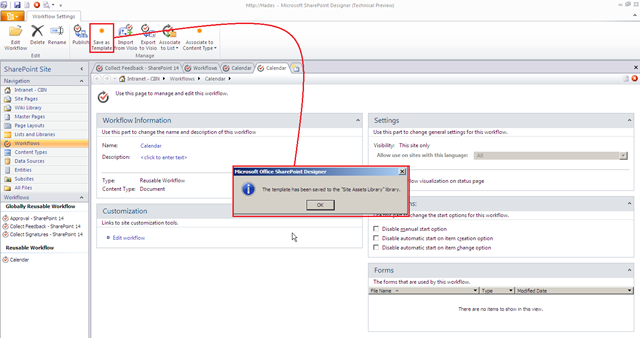 http://Hades - Microsoft SharePoint Designer (Technical Preview)
File
Workflow Settings
Edit Workflow
Delete
Rename
Publish
Save as Template
Import from Visio
Export to Visio
Associate to List
Associate to Content Type
Edit
Manage
SharePoint Site
Collect Feedback - SharePoint 14
Workflows
Calendar
Calendar
Navigation
Intranet - CBN
Workflows
Calendar
Intranet - CBN
Site Pages
Wiki Library
Master Pages
Page Layouts
Lists and Libraries
Workflows
Content Types
Data Sources
Entities
Subsites
All Files
Workflows
Globally Reusable Workflow
Approval - SharePoint 14
Collect Feedback - SharePoint 14
Collect Signatures - SharePoint 14
Reusable Workflow
Calendar
Use this page to manage and edit this workflow.
Workflow Information
Use this part to change the name and description of this workflow
Name:
Calendar
Description:
<click to enter text>
Type:
Reusable Workflow
Content Type:
Document
Customization
Links to site customization tools.
Edit workflow
Settings
Use this part to change general settings for this workflow.
Visibility:
This site only
Allow use on sites with this language:
All
w visualization on status page
Microsoft Office SharePoint Designer
The template has been saved to the "Site Assets Library" library.
OK
ns:
rt to change the start options for this workflow.
Disable manual start option
Disable automatic start on item creation option
Disable automatic start on item change option
Forms
The forms that are used by this workflow.
File Name
Type
Modified Date
There are no items to show in this view.